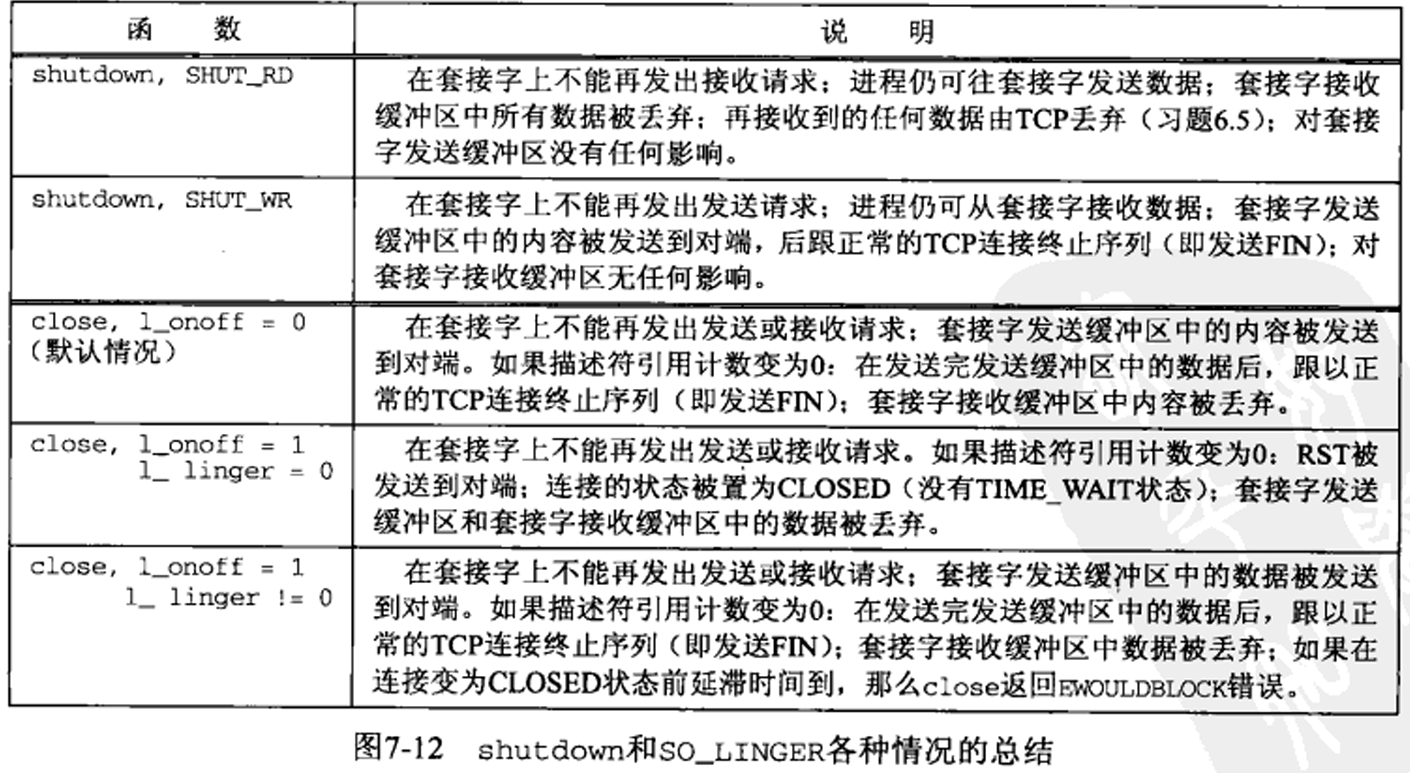 函 数 说 明
shutdown, SHUT_RD
在套接字上不能再发出接收请求；进程仍可往套接字发送数据；套接字接收
缓冲区中所有数据被丢弃；再接收到的任何数据由TCP丢弃（习题6.5）；对套接
字发送缓冲区没有任何影响。
shutdown, SHUT_WR
在套接字上不能再发出发送请求；进程仍可从套接字接收数据；套接字发送
缓冲区中的内容被发送到对端，后跟正常的TCP连接终止序列（即发送FIN）；对
套接字接收缓冲区无任何影响。
close, l_onoff = 0
（默认情况）
在套接字上不能再发出发送或接收请求；套接字发送缓冲区中的内容被发送
到对端。如果描述符引用计数变为0：在发送完发送缓冲区中的数据后，跟以正
常的TCP连接终止序列（即发送FIN）；套接字接收缓冲区中内容被丢弃。
close, l_onoff = 1
l_ linger = 0
在套接字上不能再发出发送或接收请求。如果描述符引用计数变为0：RST被
发送到对端；连接的状态被置为CLOSED（没有TIME_WAIT状态）；套接字发送
缓冲区和套接字接收缓冲区中的数据被丢弃。
close, l_onoff = 1
l_ linger != 0
在套接字上不能再发出发送或接收请求；套接字发送缓冲区中的数据被发送
到对端。如果描述符引用计数变为0：在发送完发送缓冲区中的数据后，跟以正
常的TCP连接终止序列（即发送FIN）；套接字接收缓冲区中数据被丢弃；如果在
连接变为CLOSED状态前延滞时间到，那么close返回EWOULDBLOCK错误。
图7-12 shutdown和SO_LINGER各种情况的总结